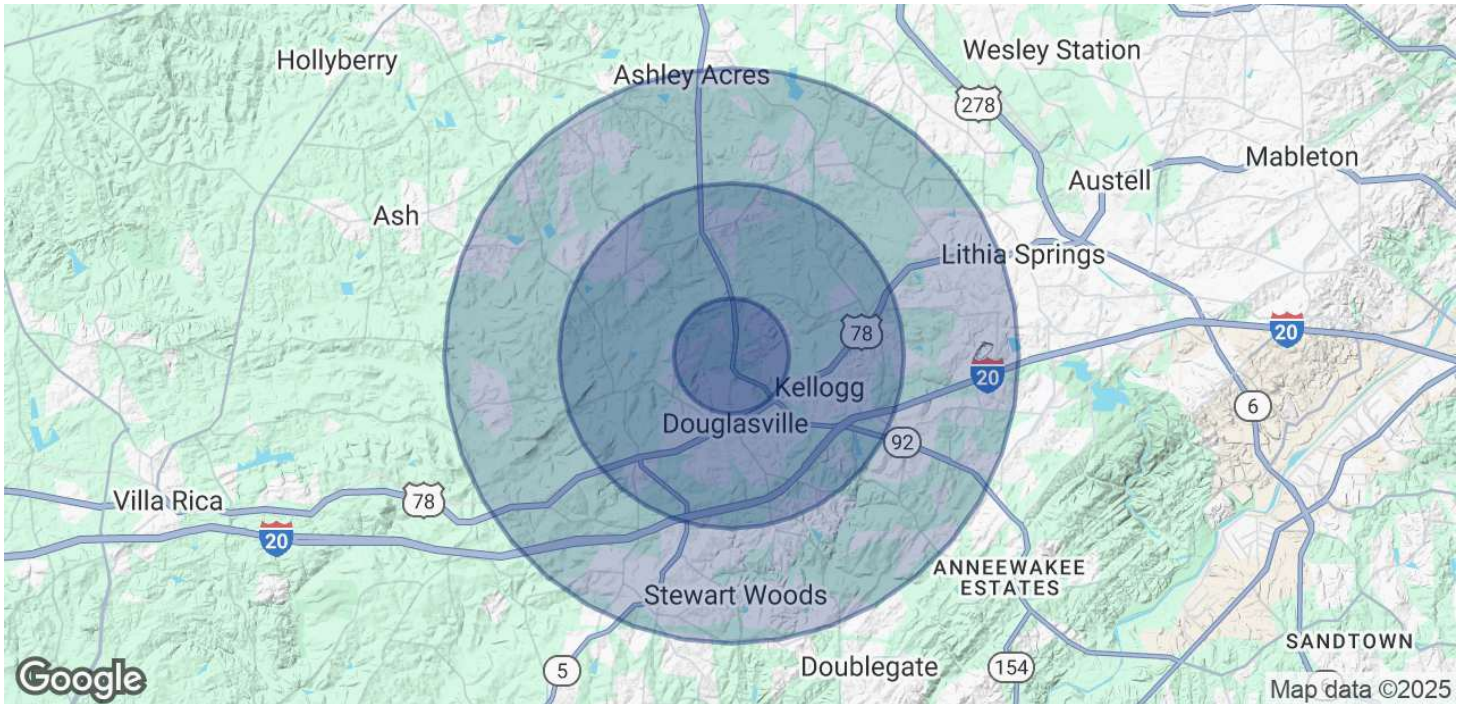 Hollyberry
Wesley Station
Ashley Acres
278
Mableton
Austell
Ash
Lithia Springs
78
20
20
Kellogg
6
Douglasville
92
Villa Rica
78
20
ANNEEWAKEE
ESTATES
Stewart Woods
SANDTOWN
Doublegate
154
5
Google
Map data ©2025